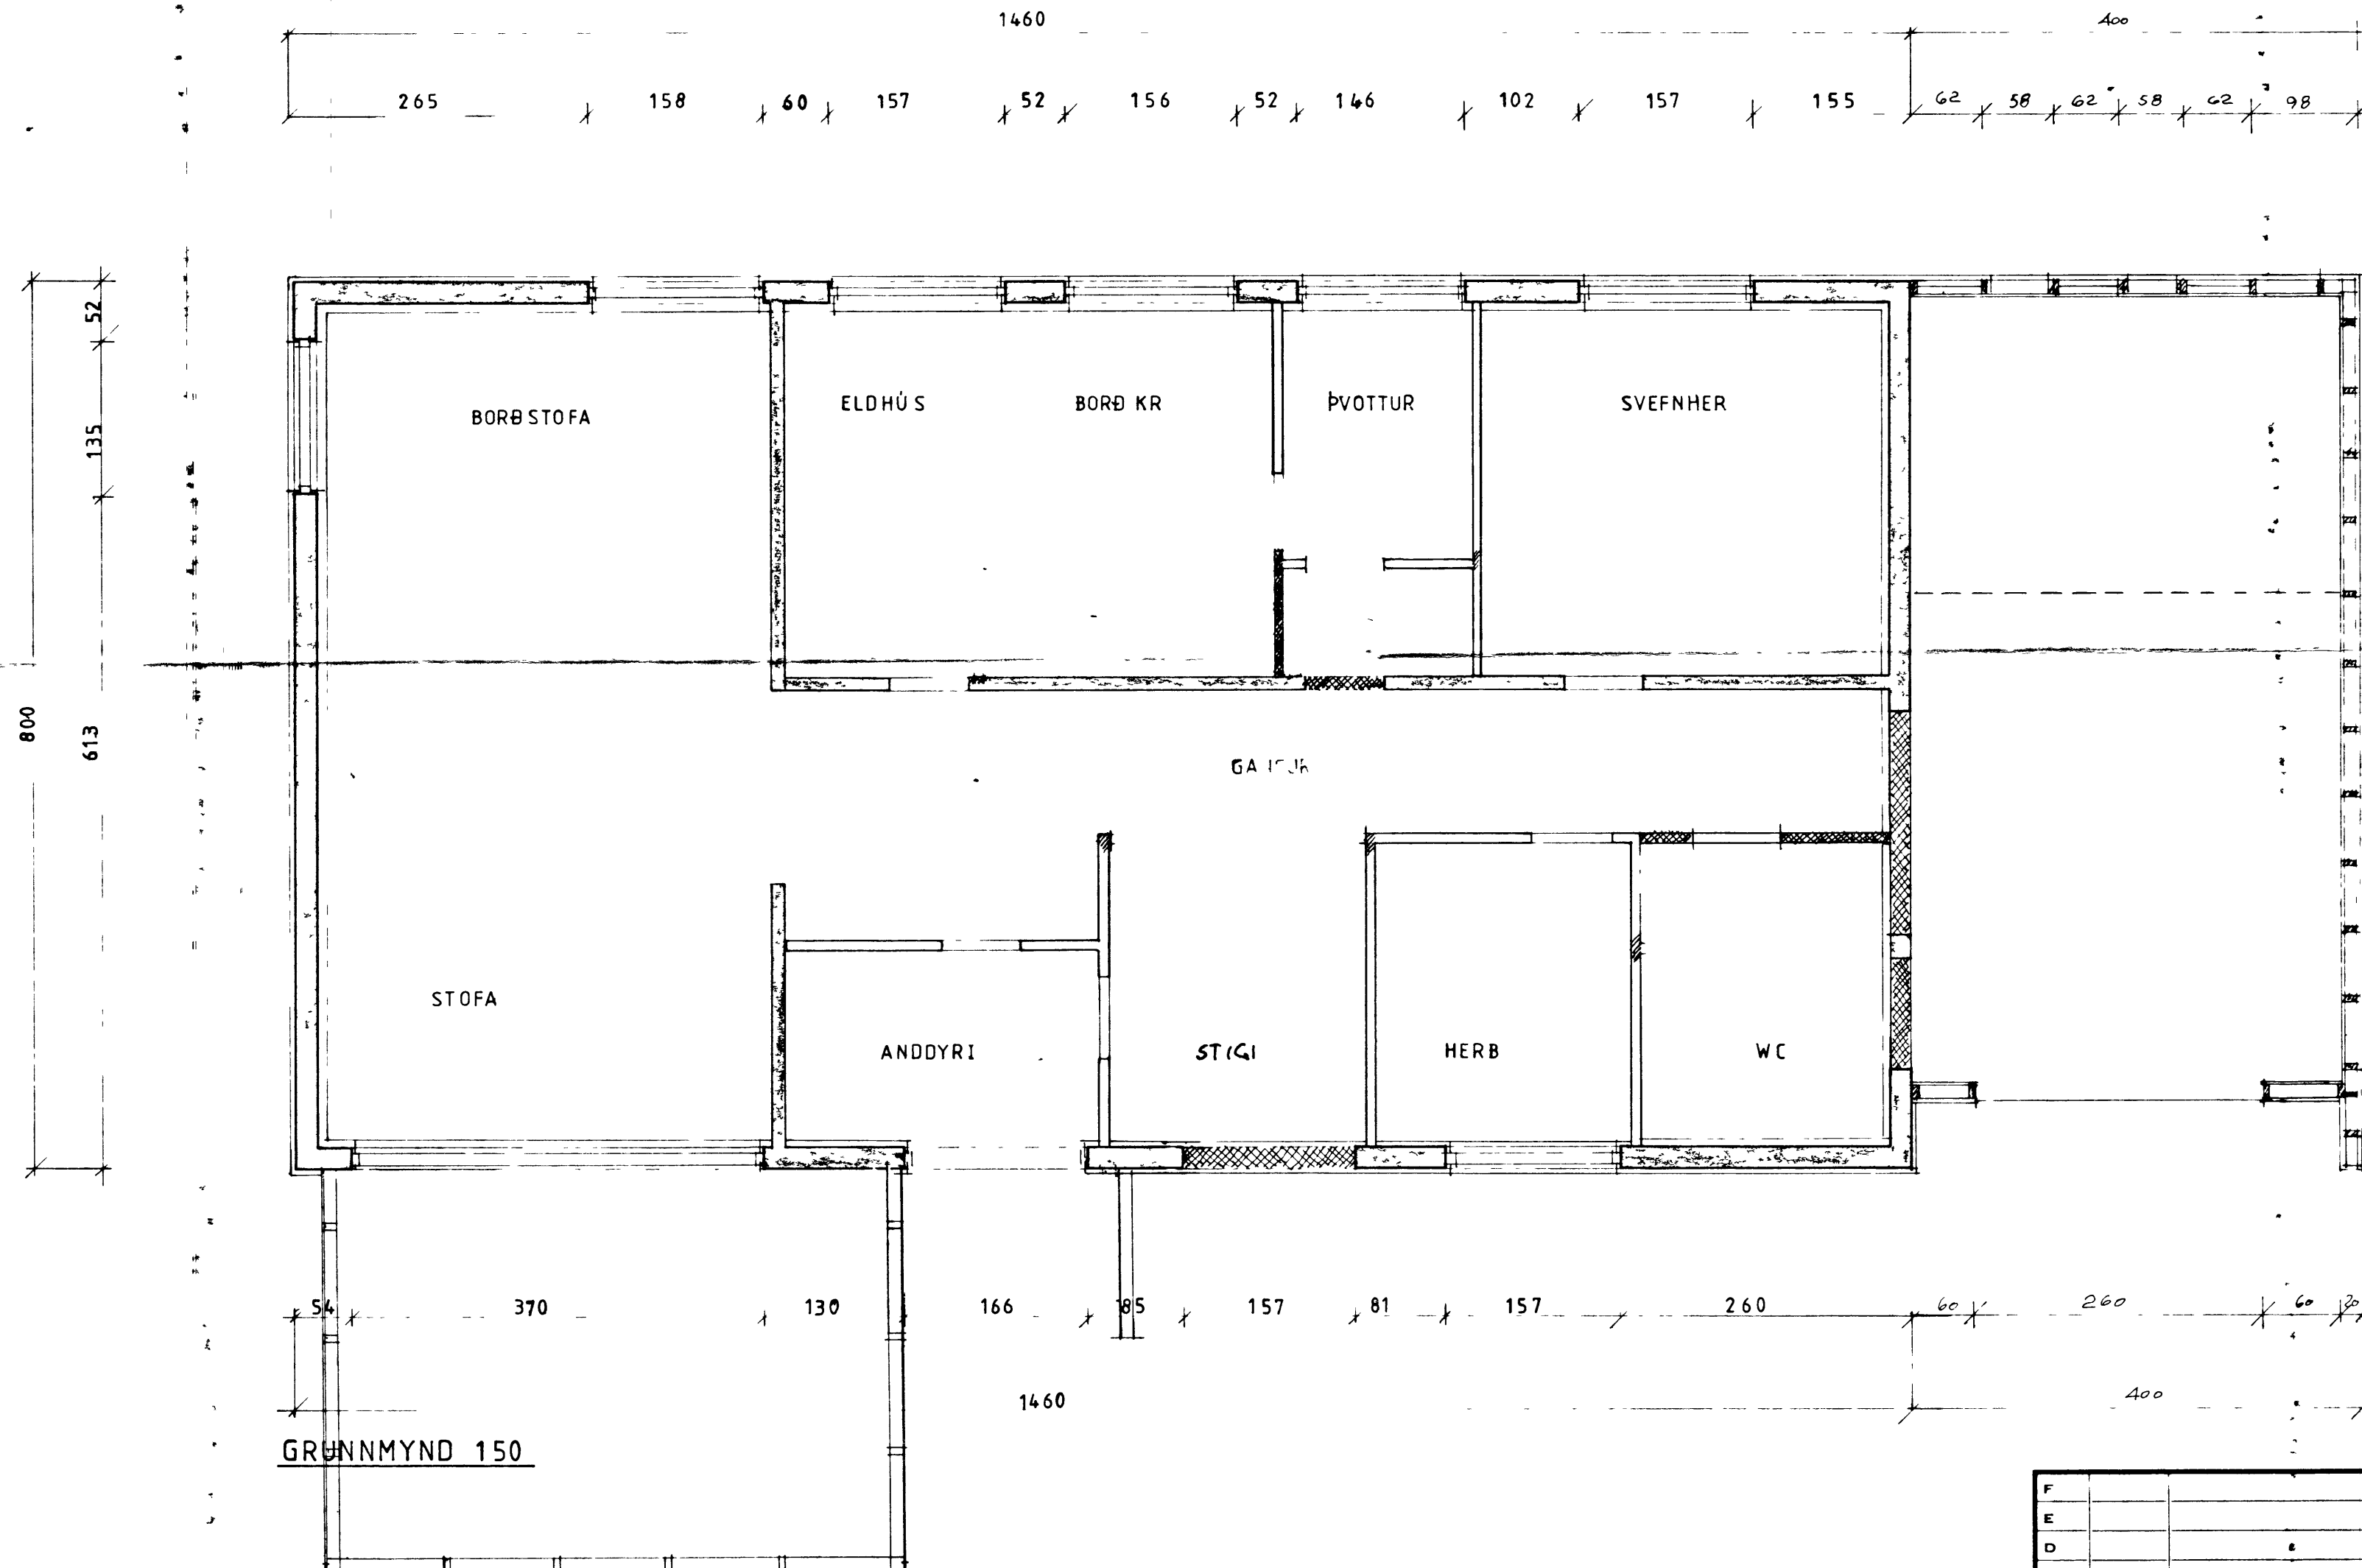 1460 400
265 158 60 157 52 156 52 146 102 157 155 62 58 62 58 62 98
52
135
613
800
BORÐSTOFA ELDHÚS BORÐ KR ÞVOTTUR SVEFNHER
STOFA ANDDYRI STIGI HERB WC
54 370 130 166 85 157 81 157 260 60 260 60 20
1460 400
GRUNNMYND 150
F
E
D